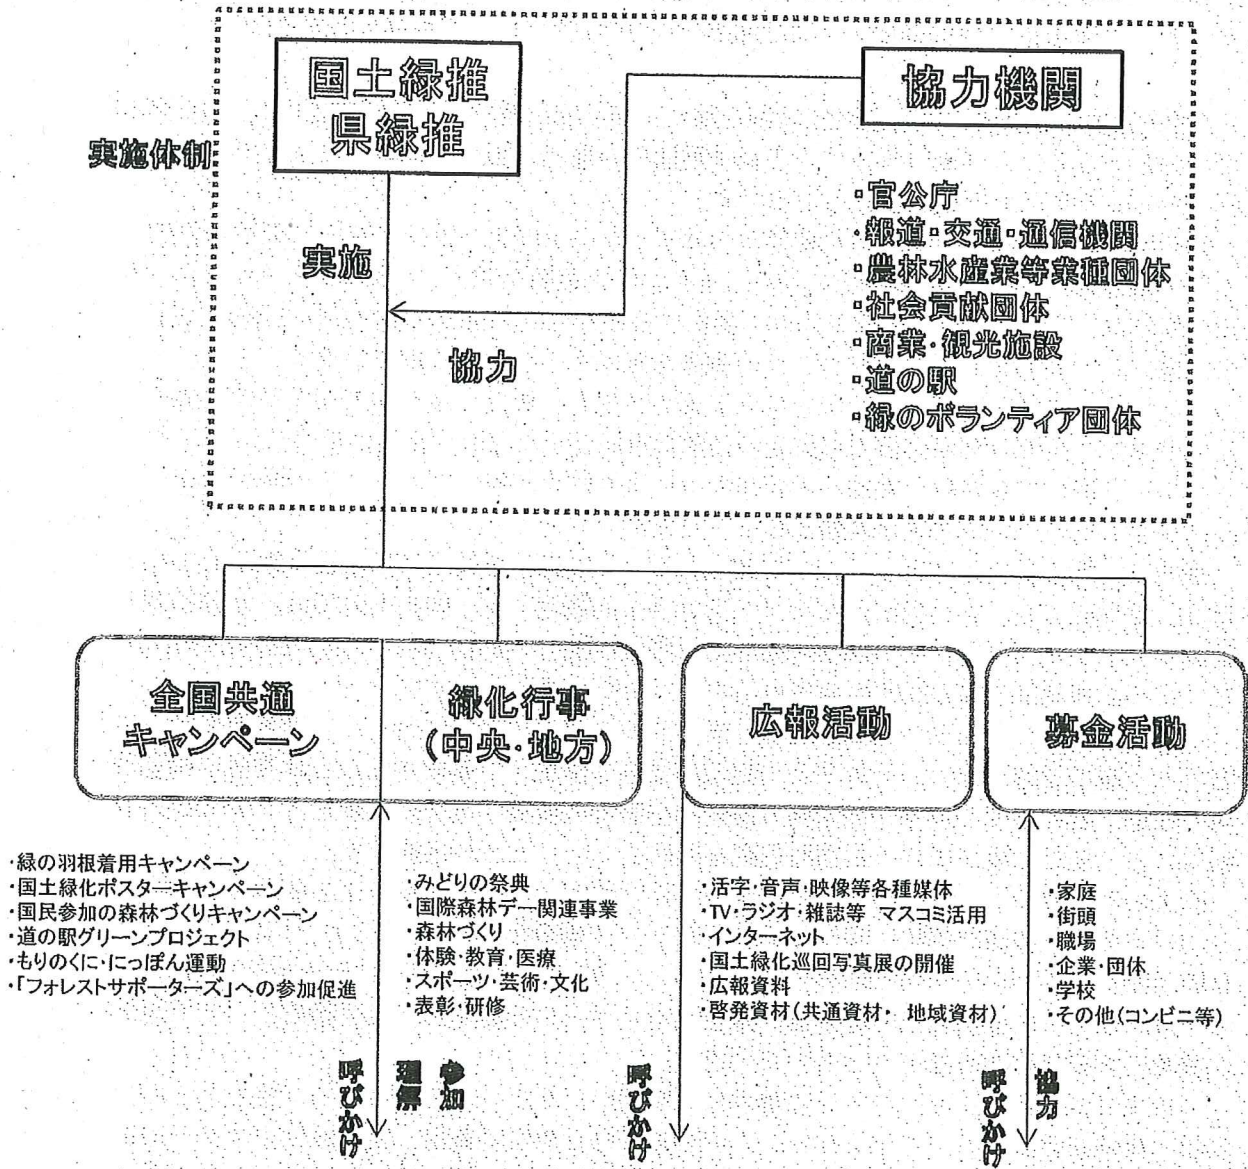 国土緑推
県緑推
協力機関
実施体制
・官公庁
・報道・交通・通信機関
・農林水産業等業種団体
・社会貢献団体
・商業・観光施設
・道の駅
・緑のボランティア団体
実施
協力
全国共通
キャンペーン
緑化行事
(中央・地方)
広報活動
募金活動
・緑の羽根着用キャンペーン
・国土緑化ポスターキャンペーン
・国民参加の森林づくりキャンペーン
・道の駅グリーンプロジェクト
・もりのくに・にっぽん運動
・「フォレストサポーターズ」への参加促進
・みどりの祭典
・国際森林デー関連事業
・森林づくり
・体験・教育・医療
・スポーツ・芸術・文化
・表彰・研修
・活字・音声・映像等各種媒体
・TV・ラジオ・雑誌等 マスコミ活用
・インターネット
・国土緑化巡回写真展の開催
・広報資料
・啓発資材(共通資材・ 地域資材)
・家庭
・街頭
・職場
・企業・団体
・学校
・その他(コンビニ等)
呼びかけ
理解
参加
呼びかけ
呼びかけ
協力